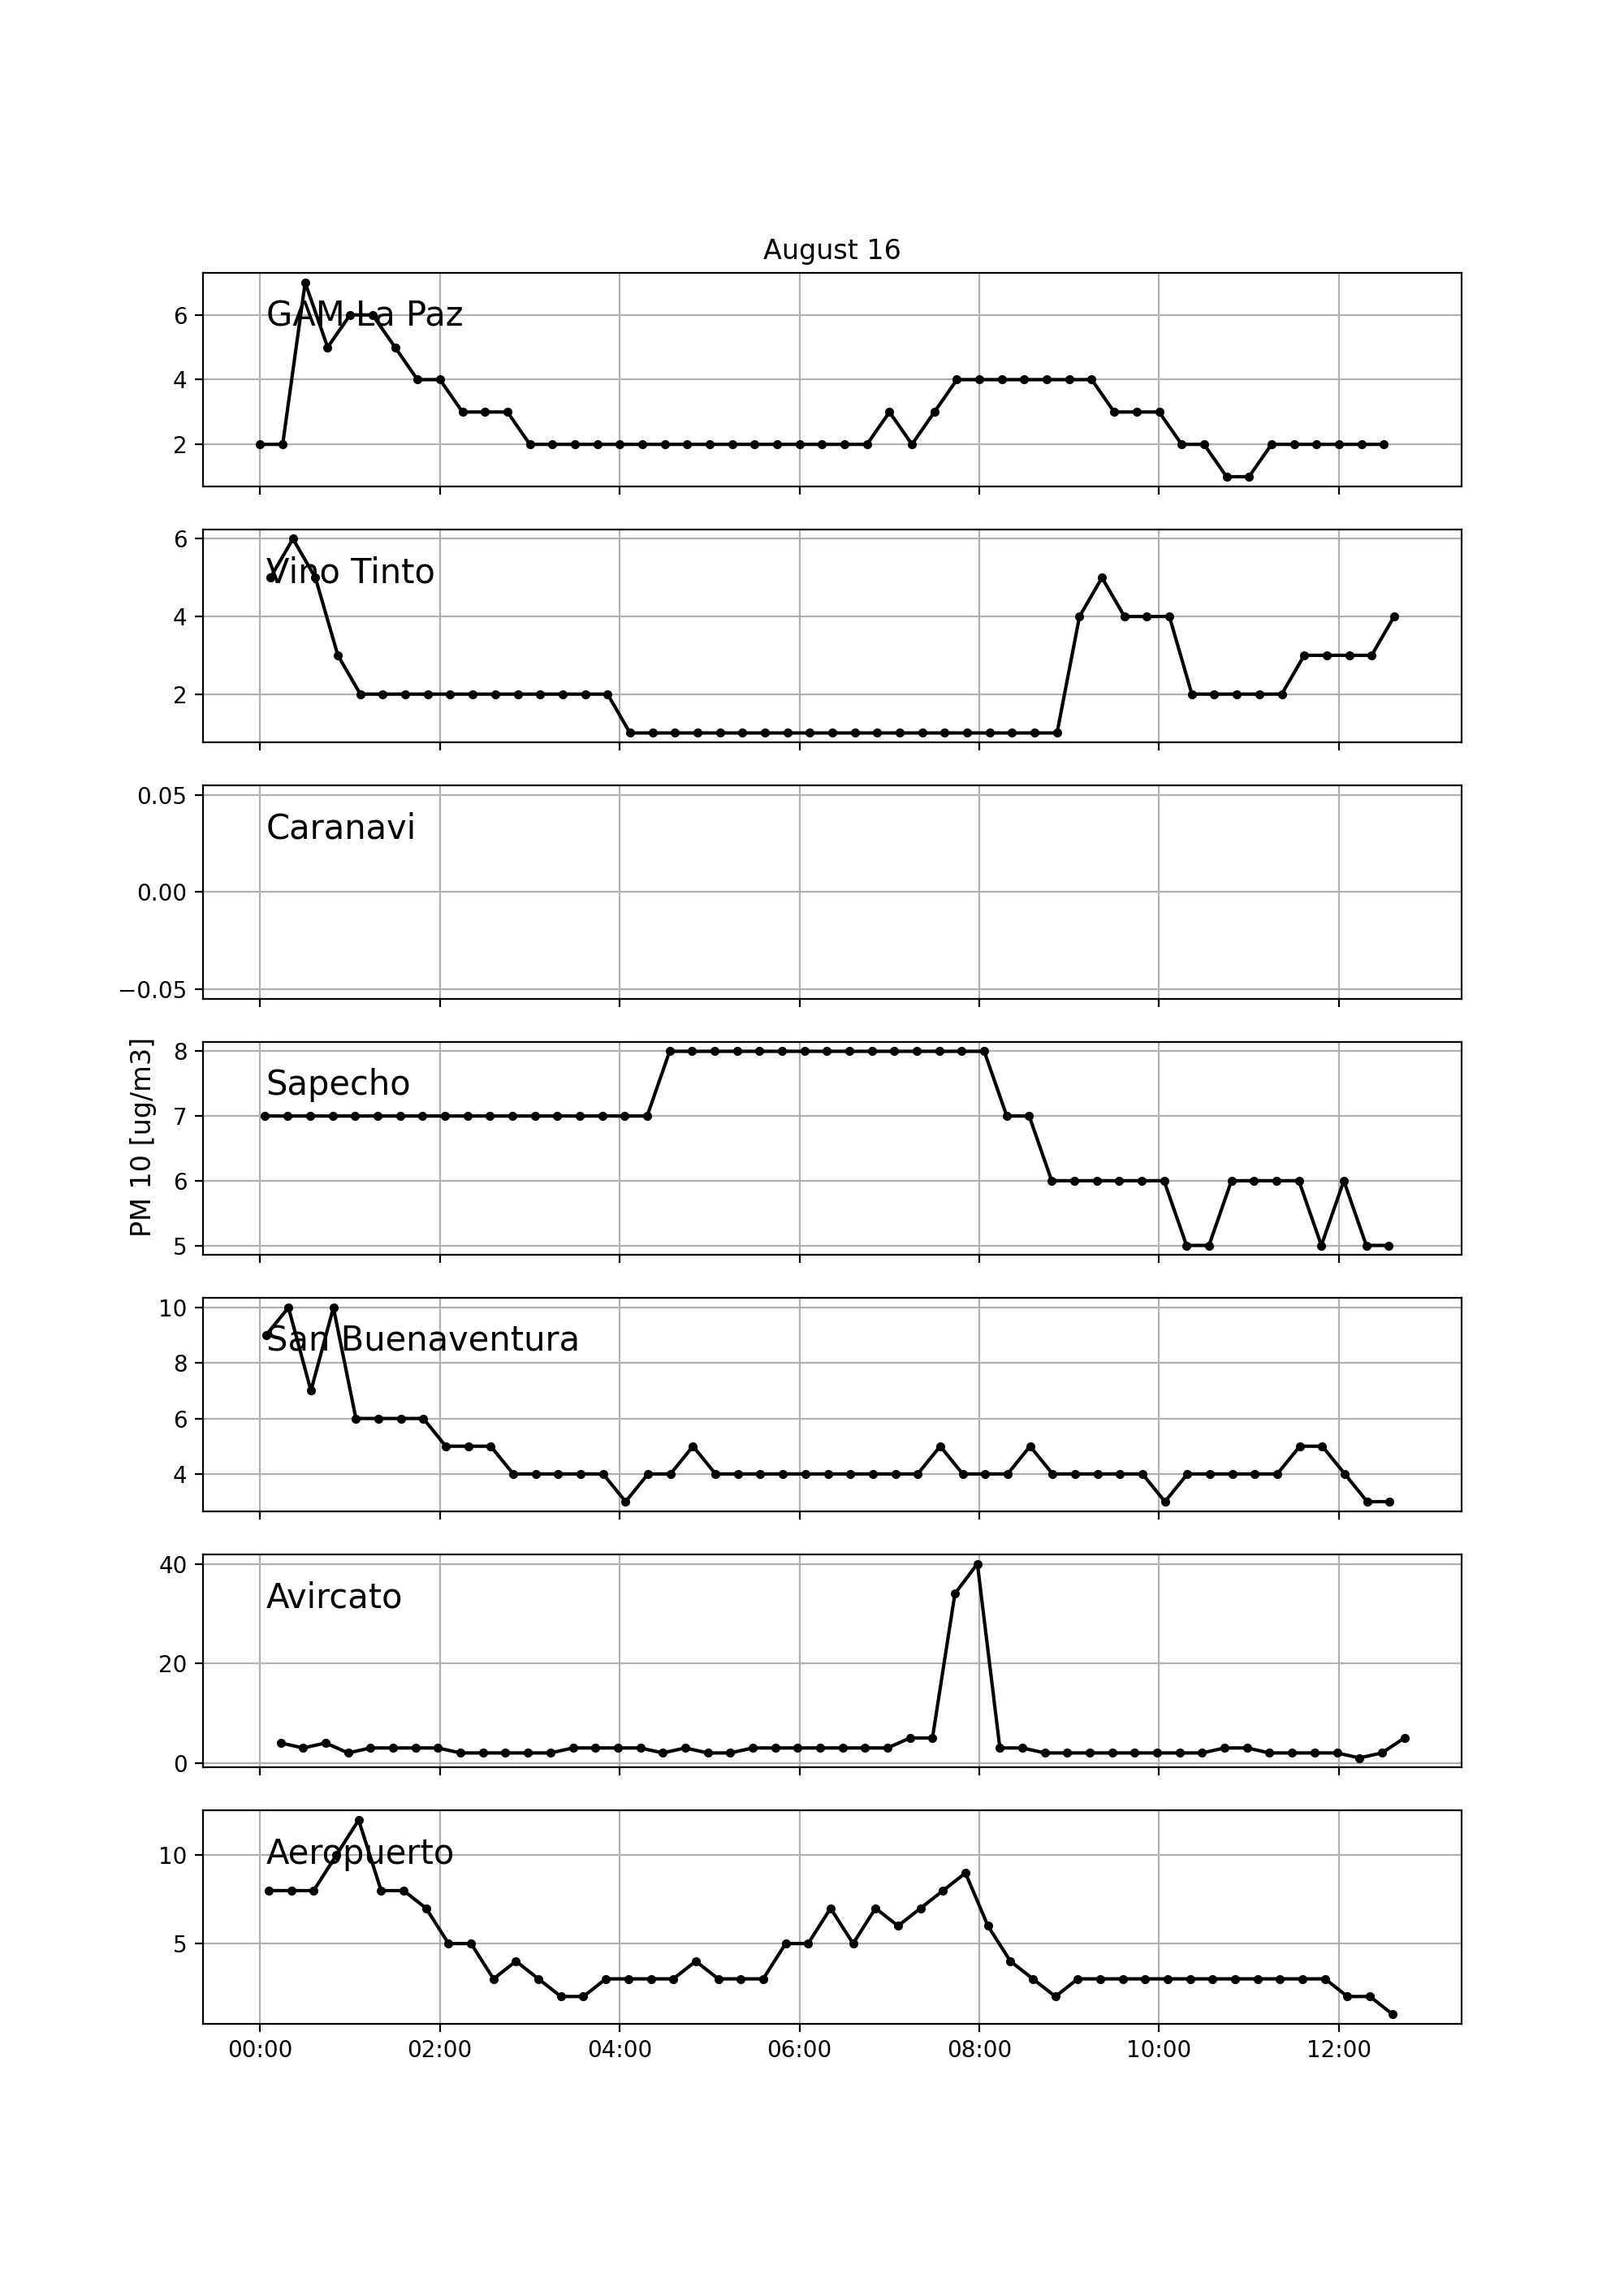 August 16
GAM La Paz
6
4
2
Vino Tinto
6
4
2
Caranavi
0.05
0.00
−0.05
PM 10 [ug/m3]
Sapecho
8
7
6
5
San Buenaventura
10
8
6
4
Avircato
40
20
0
Aeropuerto
10
5
00:00 02:00 04:00 06:00 08:00 10:00 12:00